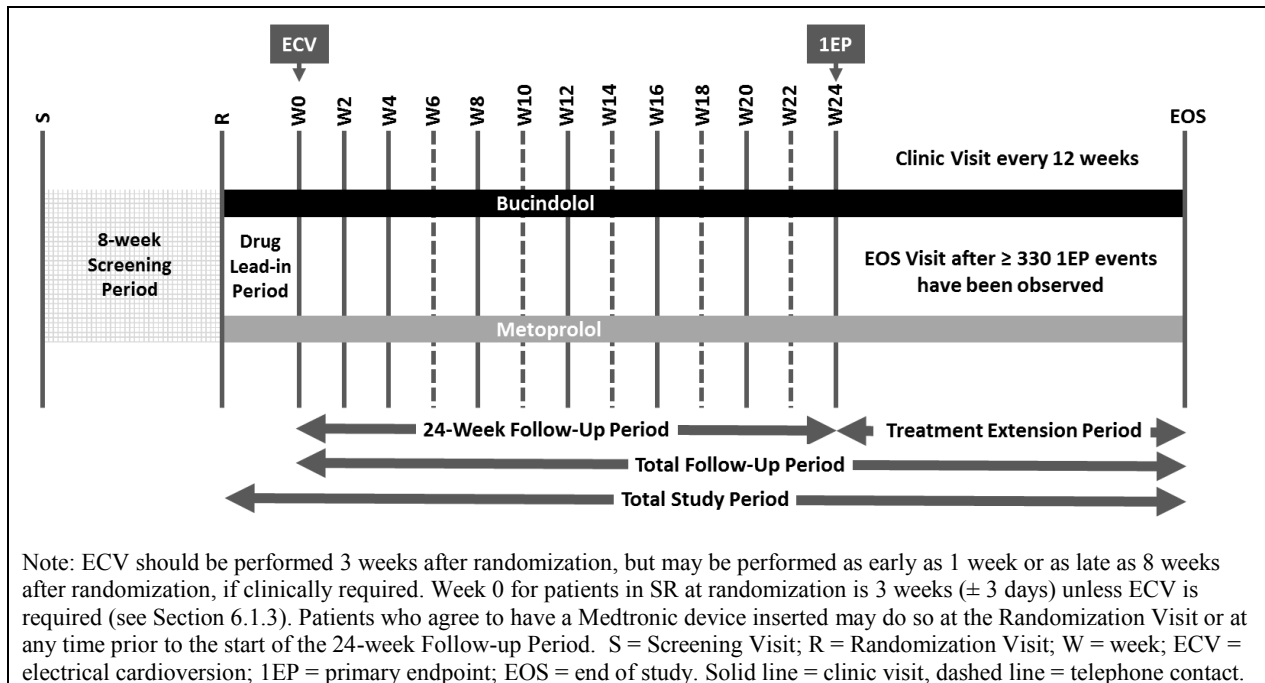 ECV
1EP
S
R
W0
W2
W4
W6
W8
W10
W12
W14
W16
W18
W20
W22
W24
EOS
Clinic Visit every 12 weeks
Bucindolol
8-week
Screening
Period
Drug
Lead-in
Period
EOS Visit after ≥ 330 1EP events
have been observed
Metoprolol
24-Week Follow-Up Period
Treatment Extension Period
Total Follow-Up Period
Total Study Period
Note: ECV should be performed 3 weeks after randomization, but may be performed as early as 1 week or as late as 8 weeks
after randomization, if clinically required. Week 0 for patients in SR at randomization is 3 weeks (± 3 days) unless ECV is
required (see Section 6.1.3). Patients who agree to have a Medtronic device inserted may do so at the Randomization Visit or at
any time prior to the start of the 24-week Follow-up Period. S = Screening Visit; R = Randomization Visit; W = week; ECV =
electrical cardioversion; 1EP = primary endpoint; EOS = end of study. Solid line = clinic visit, dashed line = telephone contact.